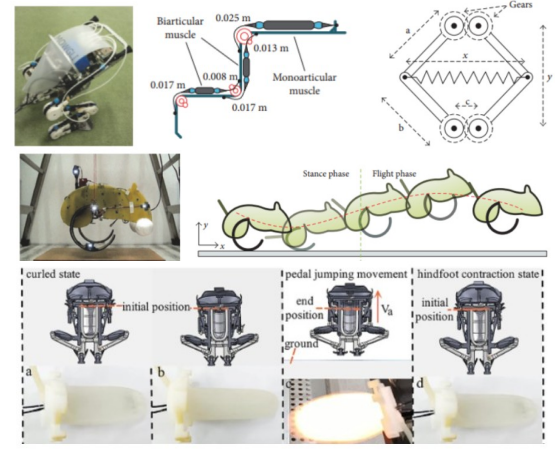 Biarticular
muscle
0.025 m
0.013 m
0.008 m
0.017 m
0.017 m
Monoarticular
muscle
Gears
a
x
y
c
b
Stance phase
Flight phase
y
x
curled state
pedal jumping movement
hindfoot contraction state
initial position
end
position
Va
initial
position
ground
a
b
c
d